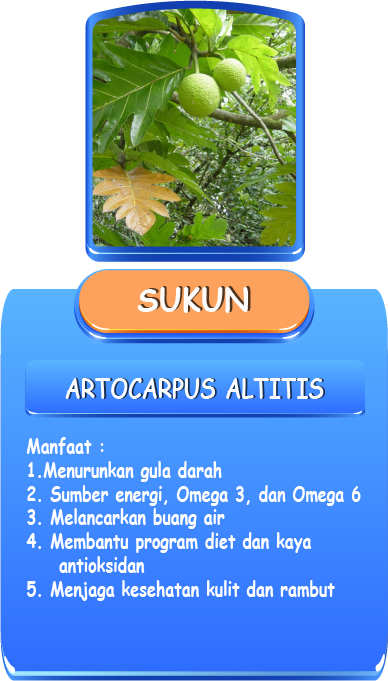 SUKUN
ARTOCARPUS ALTITIS
Manfaat :
1.Menurunkan gula darah
2. Sumber energi, Omega 3, dan Omega 6
3. Melancarkan buang air
4. Membantu program diet dan kaya
antioksidan
5. Menjaga kesehatan kulit dan rambut